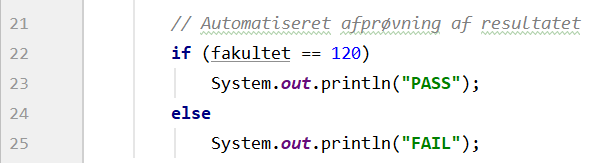 21 // Automatiseret afprøvning af resultatet
22 if (fakultet == 120)
23 System.out.println("PASS");
24 else
25 System.out.println("FAIL");